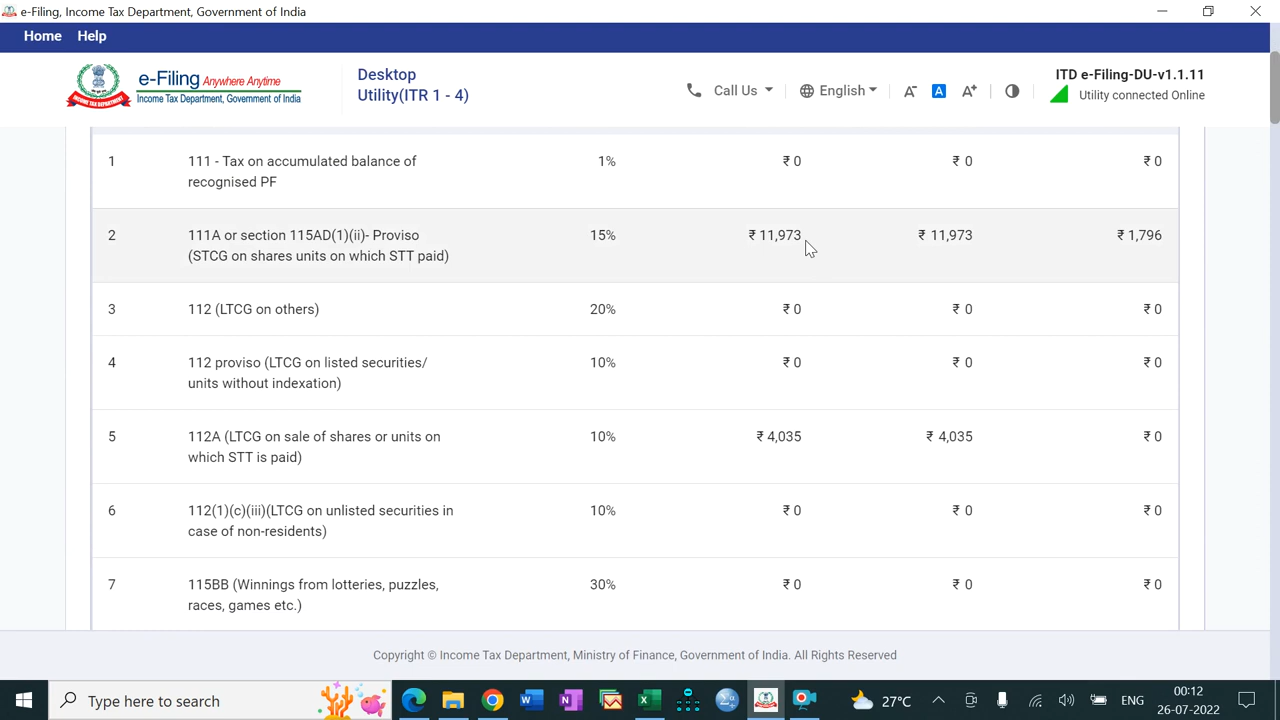 e-Filing, Income Tax Department, Government of India
Home Help
e-Filing Anywhere Anytime
Income Tax Department, Government of India
Desktop
Utility(ITR 1 - 4)
Call Us
English
A-
A
A+
ITD e-Filing-DU-v1.1.11
Utility connected Online
1 111 - Tax on accumulated balance of 1% ₹ 0 ₹ 0 ₹ 0
recognised PF
2 111A or section 115AD(1)(ii)- Proviso 15% ₹ 11,973 ₹ 11,973 ₹ 1,796
(STCG on shares units on which STT paid)
3 112 (LTCG on others) 20% ₹ 0 ₹ 0 ₹ 0
4 112 proviso (LTCG on listed securities/ 10% ₹ 0 ₹ 0 ₹ 0
units without indexation)
5 112A (LTCG on sale of shares or units on 10% ₹ 4,035 ₹ 4,035 ₹ 0
which STT is paid)
6 112(1)(c)(iii)(LTCG on unlisted securities in 10% ₹ 0 ₹ 0 ₹ 0
case of non-residents)
7 115BB (Winnings from lotteries, puzzles, 30% ₹ 0 ₹ 0 ₹ 0
races, games etc.)
Copyright © Income Tax Department, Ministry of Finance, Government of India. All Rights Reserved
Type here to search
27°C
ENG
00:12
26-07-2022